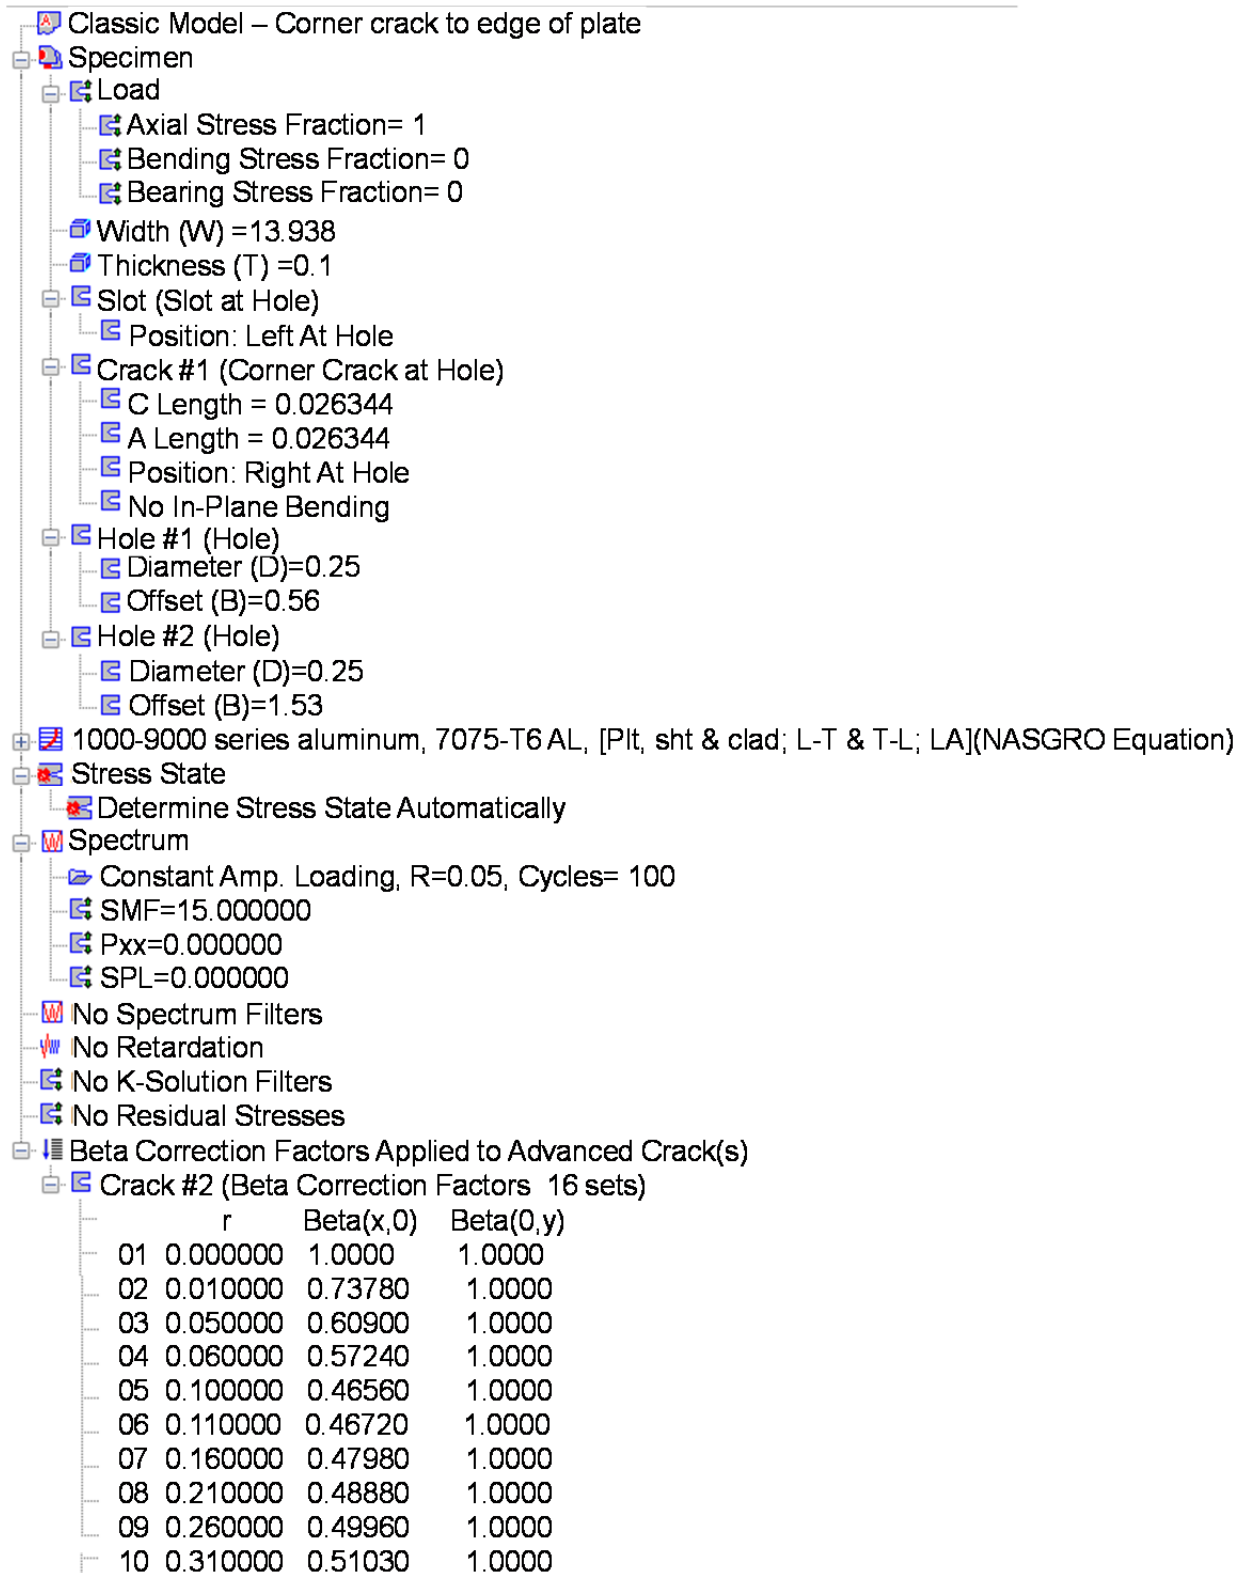 Classic Model – Corner crack to edge of plate
Specimen
Load
Axial Stress Fraction= 1
Bending Stress Fraction= 0
Bearing Stress Fraction= 0
Width (W) =13.938
Thickness (T) =0.1
Slot (Slot at Hole)
Position: Left At Hole
Crack #1 (Corner Crack at Hole)
C Length = 0.026344
A Length = 0.026344
Position: Right At Hole
No In-Plane Bending
Hole #1 (Hole)
Diameter (D)=0.25
Offset (B)=0.56
Hole #2 (Hole)
Diameter (D)=0.25
Offset (B)=1.53
1000-9000 series aluminum, 7075-T6 AL, [Plt, sht & clad; L-T & T-L; LA](NASGRO Equation)
Stress State
Determine Stress State Automatically
Spectrum
Constant Amp. Loading, R=0.05, Cycles= 100
SMF=15.000000
Pxx=0.000000
SPL=0.000000
No Spectrum Filters
No Retardation
No K-Solution Filters
No Residual Stresses
Beta Correction Factors Applied to Advanced Crack(s)
Crack #2 (Beta Correction Factors 16 sets)
r Beta(x,0) Beta(0,y)
01 0.000000 1.0000 1.0000
02 0.010000 0.73780 1.0000
03 0.050000 0.60900 1.0000
04 0.060000 0.57240 1.0000
05 0.100000 0.46560 1.0000
06 0.110000 0.46720 1.0000
07 0.160000 0.47980 1.0000
08 0.210000 0.48880 1.0000
09 0.260000 0.49960 1.0000
10 0.310000 0.51030 1.0000